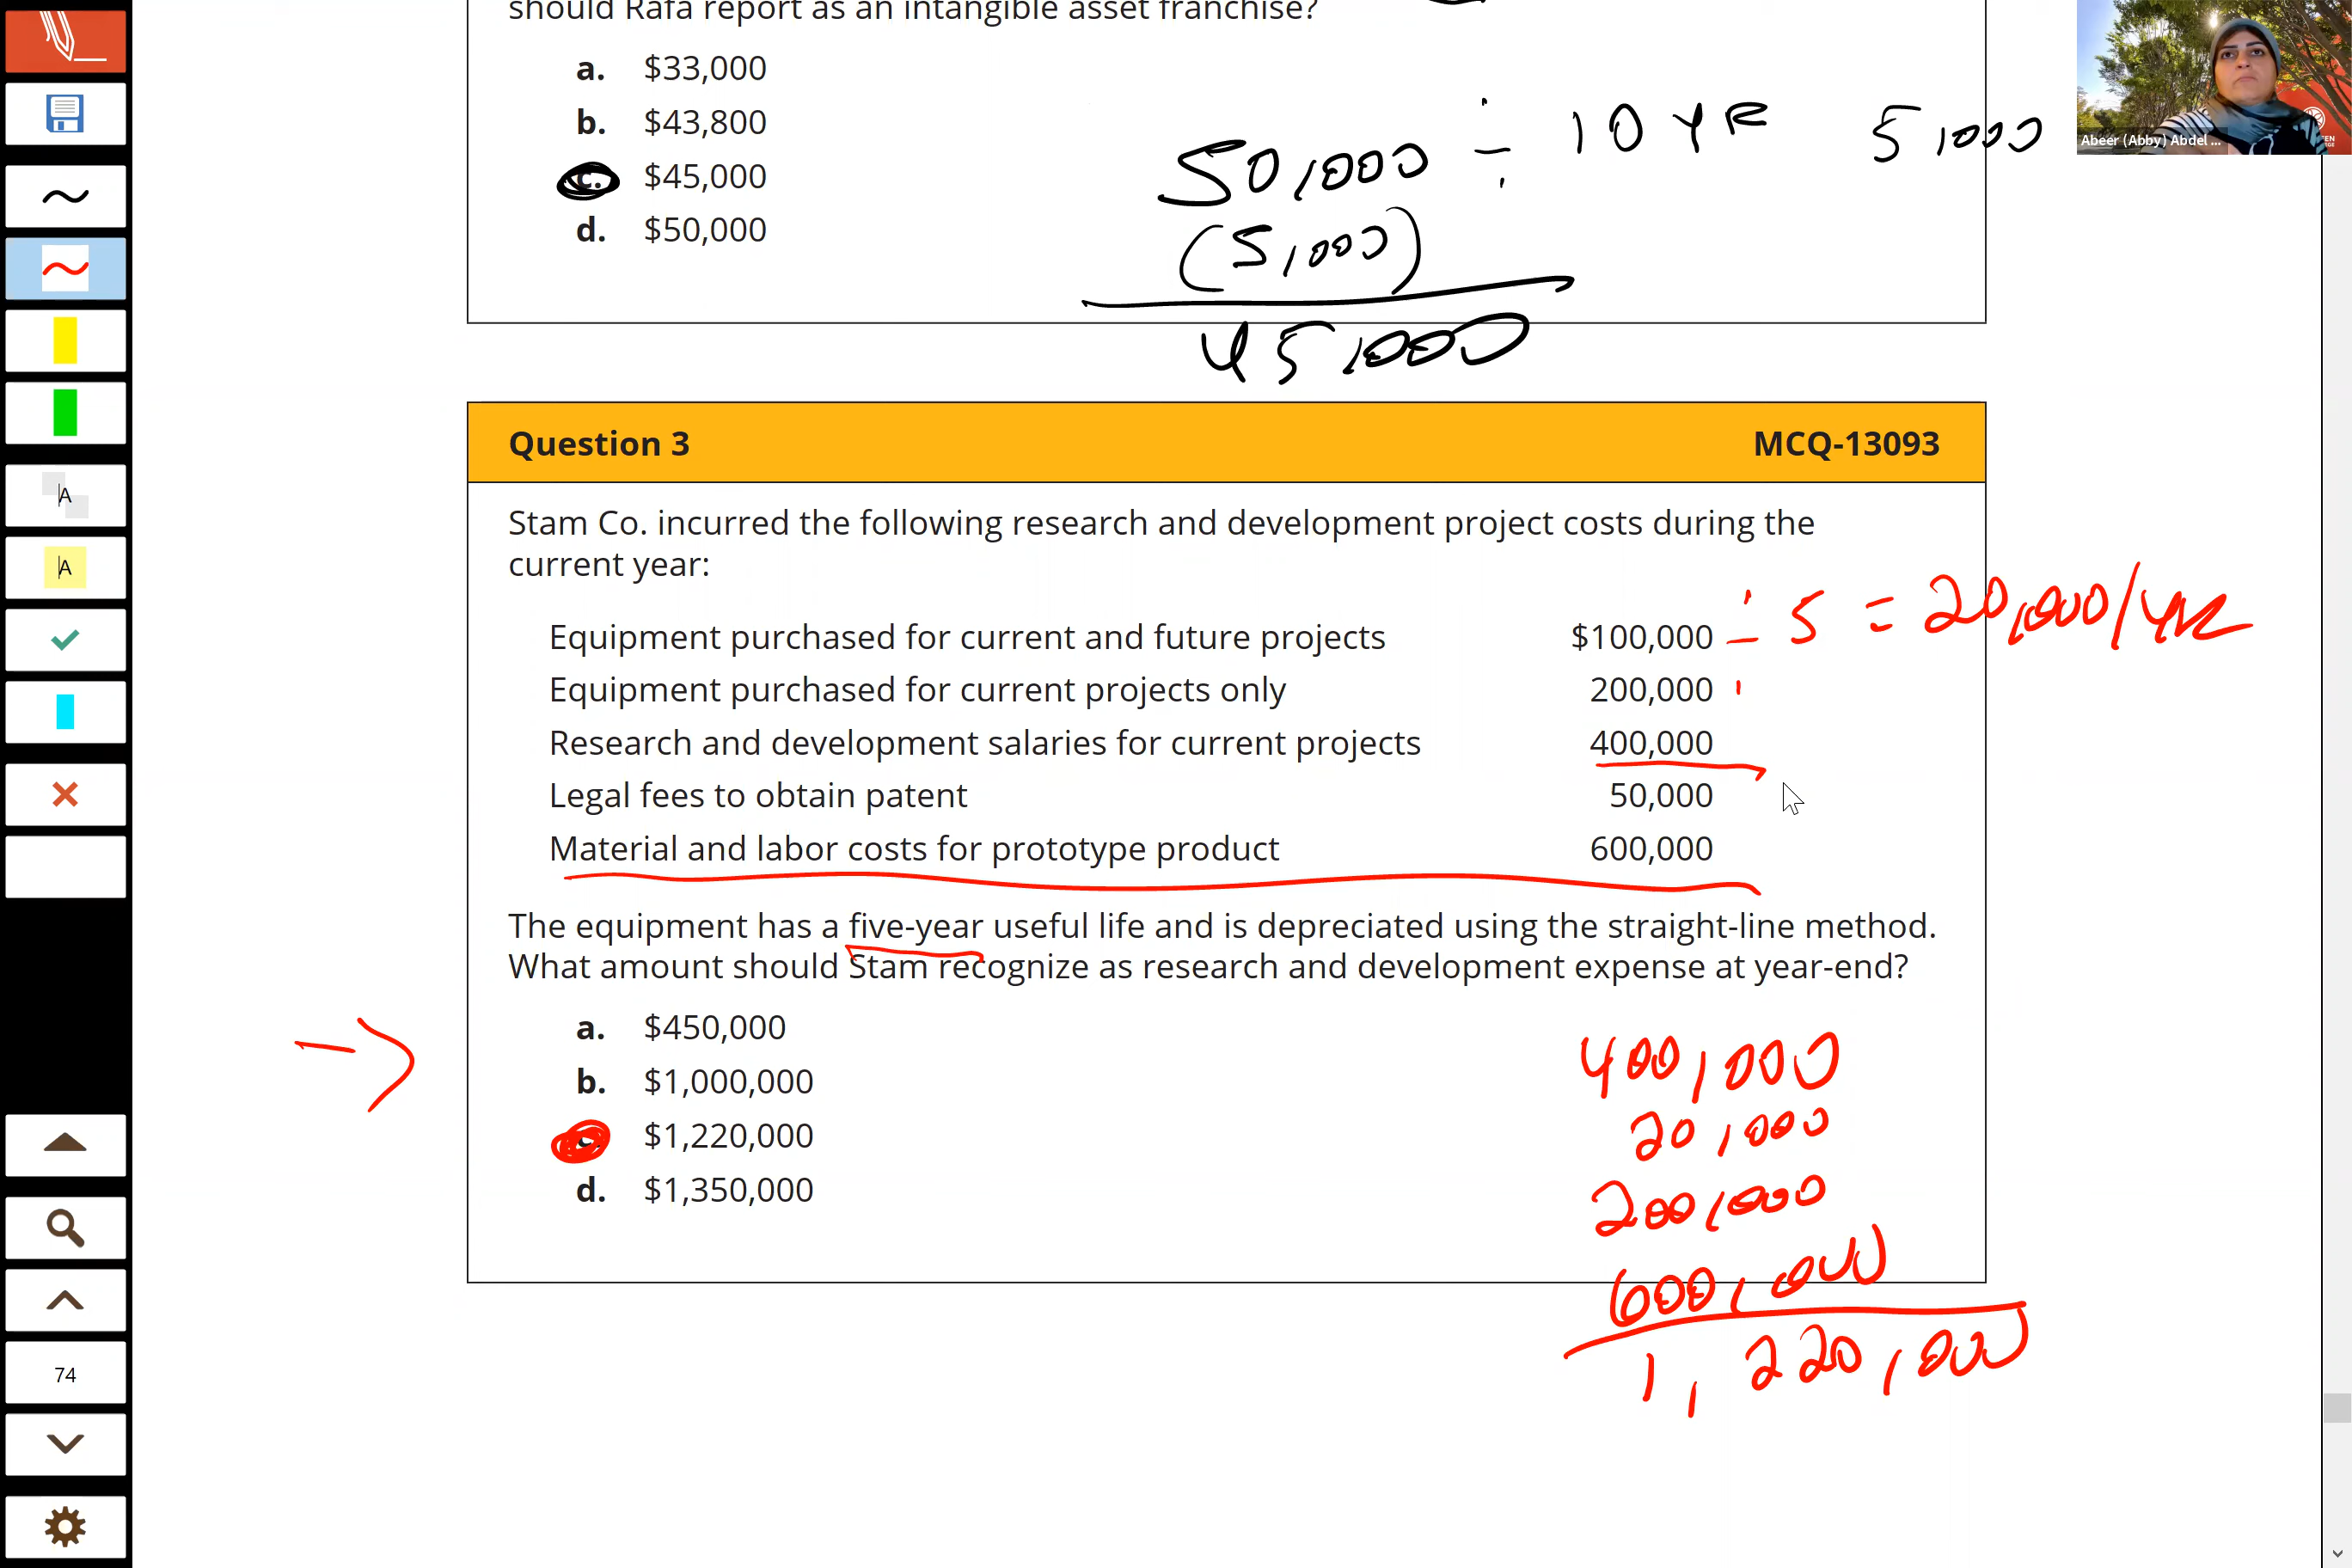 should Rafa report as an intangible asset franchise?
a. $33,000
b. $43,800
c. $45,000
d. $50,000
50,000 ÷ 10 YR 5,000
(5,000)
45,000
Abeer (Abby) Abdel ...
Question 3 MCQ-13093
Stam Co. incurred the following research and development project costs during the
current year:
Equipment purchased for current and future projects $100,000 ÷ 5 = 20,000/YR
Equipment purchased for current projects only 200,000
Research and development salaries for current projects 400,000
Legal fees to obtain patent 50,000
Material and labor costs for prototype product 600,000
The equipment has a five-year useful life and is depreciated using the straight-line method.
What amount should Stam recognize as research and development expense at year-end?
a. $450,000
b. $1,000,000
$1,220,000
d. $1,350,000
400,000
20,000
200,000
600,000
1,220,000
A
A
74